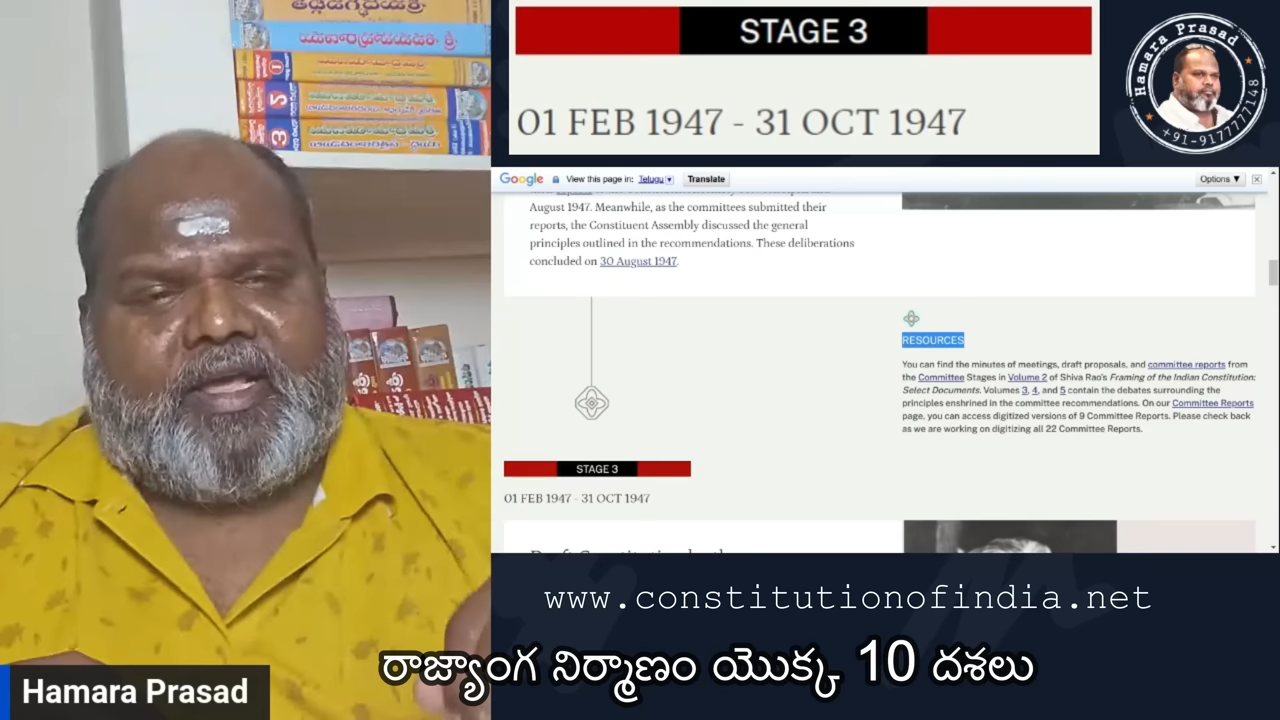 STAGE 3
01 FEB 1947 - 31 OCT 1947
Hamara Prasad
+91-9177777148
Google View this page in: Telugu Translate Options ▼
August 1947. Meanwhile, as the committees submitted their
reports, the Constituent Assembly discussed the general
principles outlined in the recommendations. These deliberations
concluded on 30 August 1947.
RESOURCES
You can find the minutes of meetings, draft proposals, and committee reports from
the Committee Stages in Volume 2 of Shiva Rao's Framing of the Indian Constitution:
Select Documents. Volumes 3, 4, and 5 contain the debates surrounding the
principles enshrined in the committee recommendations. On our Committee Reports
page, you can access digitized versions of 9 Committee Reports. Please check back
as we are working on digitizing all 22 Committee Reports.
STAGE 3
01 FEB 1947 - 31 OCT 1947
www.constitutionofindia.net
రాజ్యాంగ నిర్మాణం యొక్క 10 దశలు
Hamara Prasad